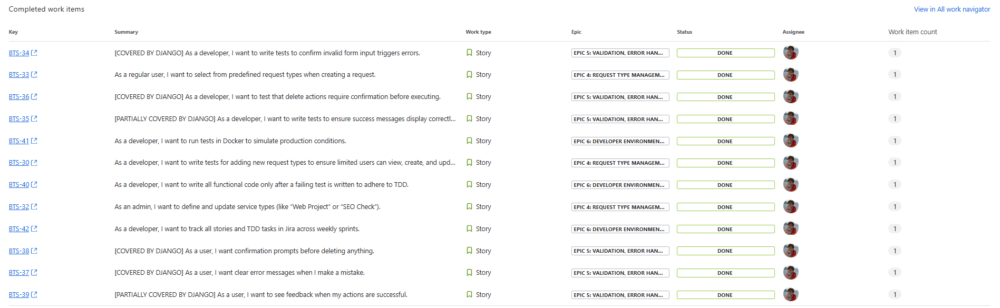 Completed work items View in All work navigator
Key Summary Work type Epic Status Assignee Work item count
BTS-34 [COVERED BY DJANGO] As a developer, I want to write tests to confirm invalid form input triggers errors. Story EPIC 5: VALIDATION, ERROR HAN... DONE 1
BTS-33 As a regular user, I want to select from predefined request types when creating a request. Story EPIC 4: REQUEST TYPE MANAGEM... DONE 1
BTS-36 [COVERED BY DJANGO] As a developer, I want to test that delete actions require confirmation before executing. Story EPIC 5: VALIDATION, ERROR HAN... DONE 1
BTS-35 [PARTIALLY COVERED BY DJANGO] As a developer, I want to write tests to ensure success messages display correctl... Story EPIC 5: VALIDATION, ERROR HAN... DONE 1
BTS-41 As a developer, I want to run tests in Docker to simulate production conditions. Story EPIC 6: DEVELOPER ENVIRONMEN... DONE 1
BTS-30 As a developer, I want to write tests for adding new request types to ensure limited users can view, create, and upd... Story EPIC 4: REQUEST TYPE MANAGEM... DONE 1
BTS-40 As a developer, I want to write all functional code only after a failing test is written to adhere to TDD. Story EPIC 6: DEVELOPER ENVIRONMEN... DONE 1
BTS-32 As an admin, I want to define and update service types (like “Web Project” or “SEO Check”). Story EPIC 4: REQUEST TYPE MANAGEM... DONE 1
BTS-42 As a developer, I want to track all stories and TDD tasks in Jira across weekly sprints. Story EPIC 6: DEVELOPER ENVIRONMEN... DONE 1
BTS-38 [COVERED BY DJANGO] As a user, I want confirmation prompts before deleting anything. Story EPIC 5: VALIDATION, ERROR HAN... DONE 1
BTS-37 [COVERED BY DJANGO] As a user, I want clear error messages when I make a mistake. Story EPIC 5: VALIDATION, ERROR HAN... DONE 1
BTS-39 [PARTIALLY COVERED BY DJANGO] As a user, I want to see feedback when my actions are successful. Story EPIC 5: VALIDATION, ERROR HAN... DONE 1